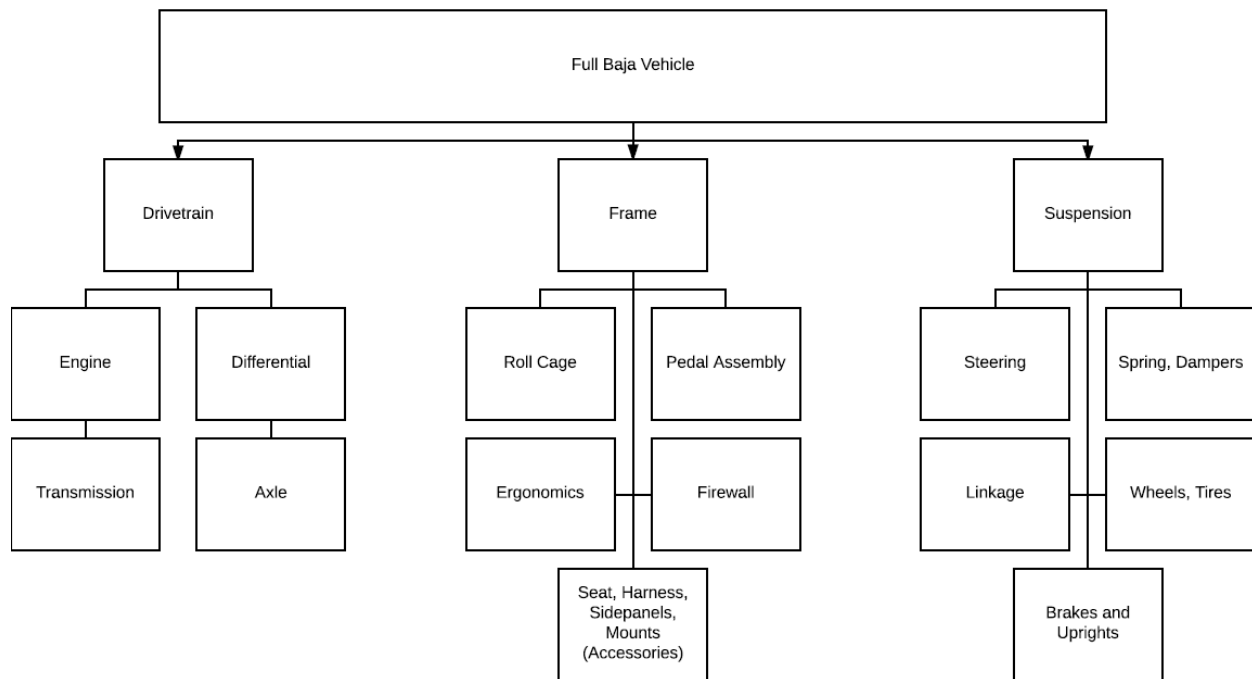 Full Baja Vehicle
Drivetrain
Frame
Suspension
Engine
Differential
Roll Cage
Pedal Assembly
Steering
Spring, Dampers
Transmission
Axle
Ergonomics
Firewall
Linkage
Wheels, Tires
Seat, Harness,
Sidepanels,
Mounts
(Accessories)
Brakes and
Uprights